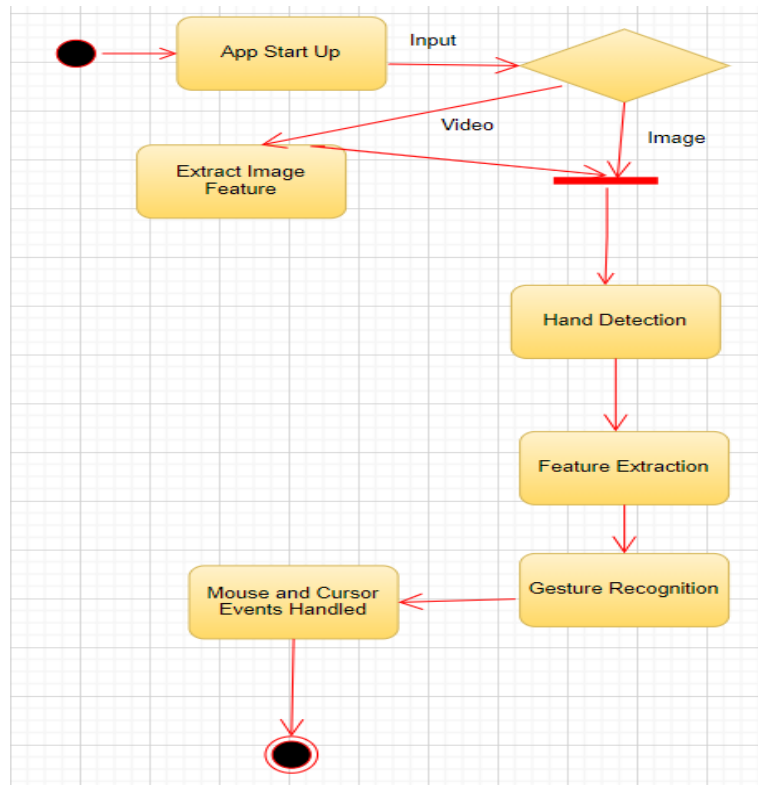 App Start Up
Input
Video
Image
Extract Image
Feature
Hand Detection
Feature Extraction
Gesture Recognition
Mouse and Cursor
Events Handled